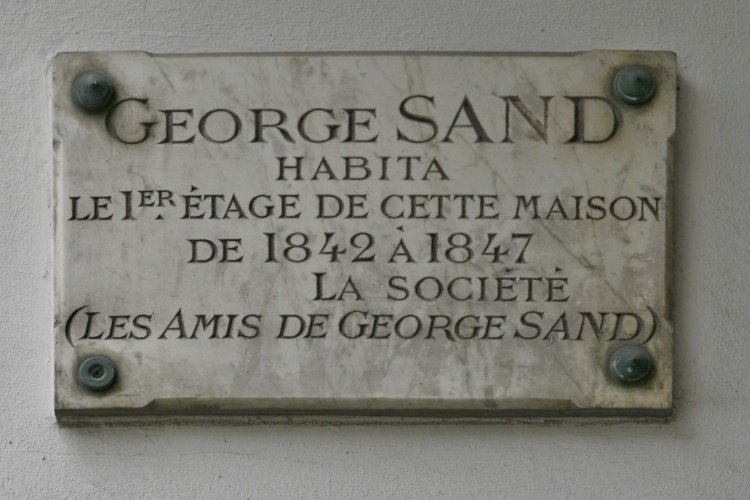 GEORGE SAND
HABITA
LE 1ER ÉTAGE DE CETTE MAISON
DE 1842 À 1847
LA SOCIÉTÉ
(LES AMIS DE GEORGE SAND)